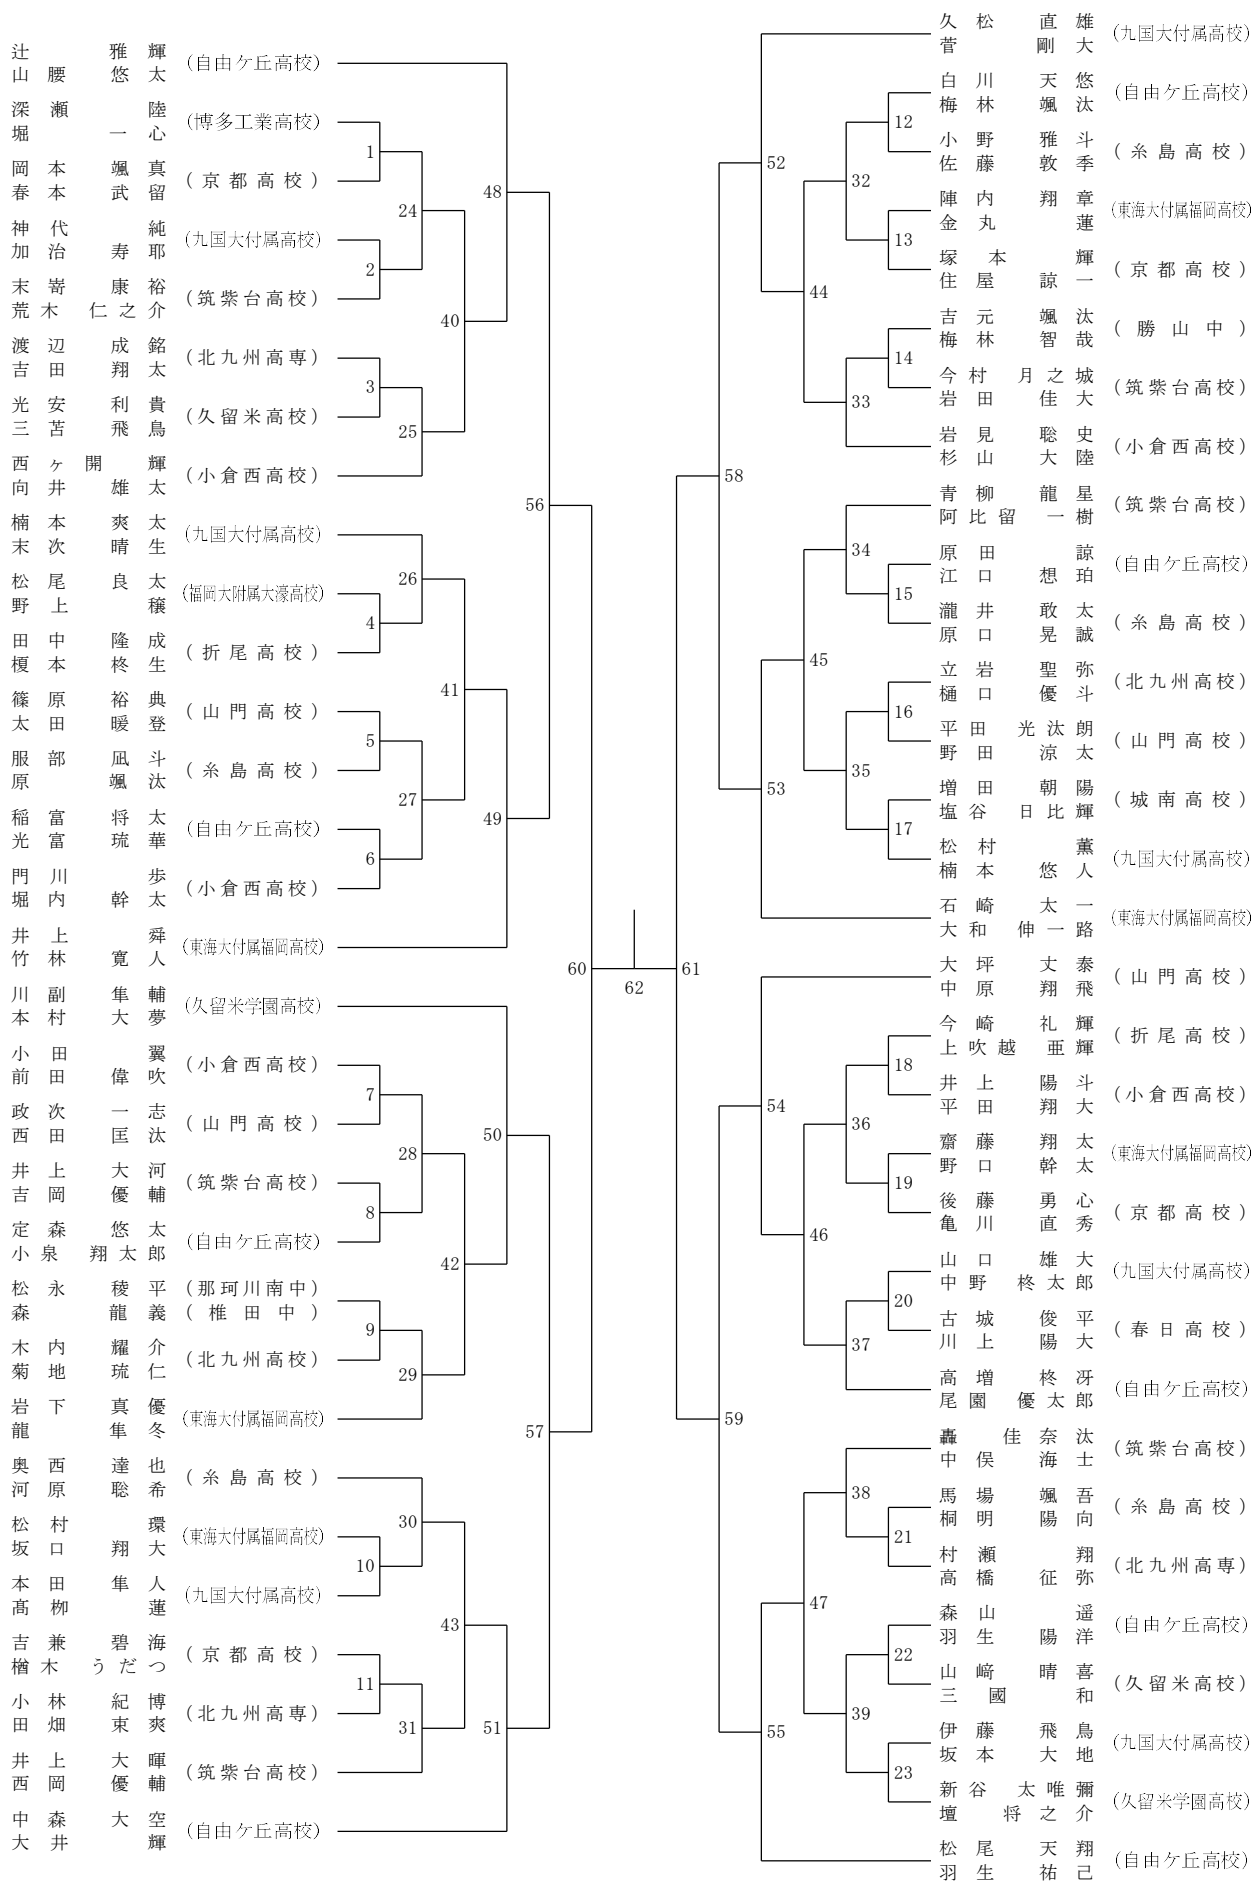 辻 雅輝
山腰 悠太
(自由ケ丘高校)
深瀬 陸
堀 一心
(博多工業高校)
1
岡本 颯真
春本 武留
(京都高校)
48
24
神代 純
加治 寿耶
(九国大付属高校)
2
末嵜 康裕
荒木 仁之介
(筑紫台高校)
40
渡辺 成銘
吉田 翔太
(北九州高専)
3
光安 利貴
三苫 飛鳥
(久留米高校)
25
西ヶ開 輝
向井 雄太
(小倉西高校)
56
楠本 爽太
末次 晴生
(九国大付属高校)
26
松尾 良太
野上 穣
(福岡大附属大濠高校)
4
田中 隆成
榎本 柊生
(折尾高校)
41
篠原 裕典
太田 暖登
(山門高校)
5
服部 凪斗
原 颯汰
(糸島高校)
27
49
稲富 将太
光富 琉華
(自由ケ丘高校)
6
門川 歩
堀内 幹太
(小倉西高校)
井上 舜
竹林 寛人
(東海大付属福岡高校)
60
61
62
川副 隼輔
本村 大夢
(久留米学園高校)
小田 翼
前田 偉吹
(小倉西高校)
7
政次 一志
西田 匡汰
(山門高校)
50
28
井上 大河
吉岡 優輔
(筑紫台高校)
8
定森 悠太
小泉 翔太郎
(自由ケ丘高校)
42
松永 稜平
(那珂川南中)
森 龍義
(椎田中)
9
木内 耀介
菊地 琉仁
(北九州高校)
29
岩下 真優
龍 隼冬
(東海大付属福岡高校)
57
奥西 達也
河原 聡希
(糸島高校)
30
松村 環
坂口 翔大
(東海大付属福岡高校)
10
本田 隼人
髙栁 蓮
(九国大付属高校)
43
吉兼 碧海
楢木 うだつ
(京都高校)
11
小林 紀博
田畑 束爽
(北九州高専)
31
51
井上 大暉
西岡 優輔
(筑紫台高校)
中森 大空
大井 輝
(自由ケ丘高校)
久松 直雄
菅 剛大
(九国大付属高校)
白川 天悠
梅林 颯汰
(自由ケ丘高校)
12
小野 雅斗
佐藤 敦季
(糸島高校)
52
32
陣内 翔章
金丸 蓮
(東海大付属福岡高校)
13
塚本 輝
住屋 諒一
(京都高校)
44
吉元 颯汰
梅林 智哉
(勝山中)
14
今村 月之城
岩田 佳大
(筑紫台高校)
33
岩見 聡史
杉山 大陸
(小倉西高校)
58
青柳 龍星
阿比留 一樹
(筑紫台高校)
34
原田 諒
江口 想珀
(自由ケ丘高校)
15
瀧井 敢太
原口 晃誠
(糸島高校)
45
立岩 聖弥
樋口 優斗
(北九州高校)
16
平田 光汰朗
野田 涼太
(山門高校)
35
53
増田 朝陽
塩谷 日比輝
(城南高校)
17
松村 薫
楠本 悠人
(九国大付属高校)
石崎 太一
大和 伸一路
(東海大付属福岡高校)
大坪 丈泰
中原 翔飛
(山門高校)
今崎 礼輝
上吹越 亜輝
(折尾高校)
18
井上 陽斗
平田 翔大
(小倉西高校)
54
36
齋藤 翔太
野口 幹太
(東海大付属福岡高校)
19
後藤 勇心
亀川 直秀
(京都高校)
46
山口 雄大
中野 柊太郎
(九国大付属高校)
20
古城 俊平
川上 陽大
(春日高校)
37
高増 柊冴
尾園 優太郎
(自由ケ丘高校)
59
轟 佳奈汰
中俣 海士
(筑紫台高校)
38
馬場 颯吾
桐明 陽向
(糸島高校)
21
村瀬 翔
高橋 征弥
(北九州高専)
47
森山 遥
羽生 陽洋
(自由ケ丘高校)
22
山﨑 晴喜
三國 和
(久留米高校)
39
55
伊藤 飛鳥
坂本 大地
(九国大付属高校)
23
新谷 太唯彌
壇 将之介
(久留米学園高校)
松尾 天翔
羽生 祐己
(自由ケ丘高校)